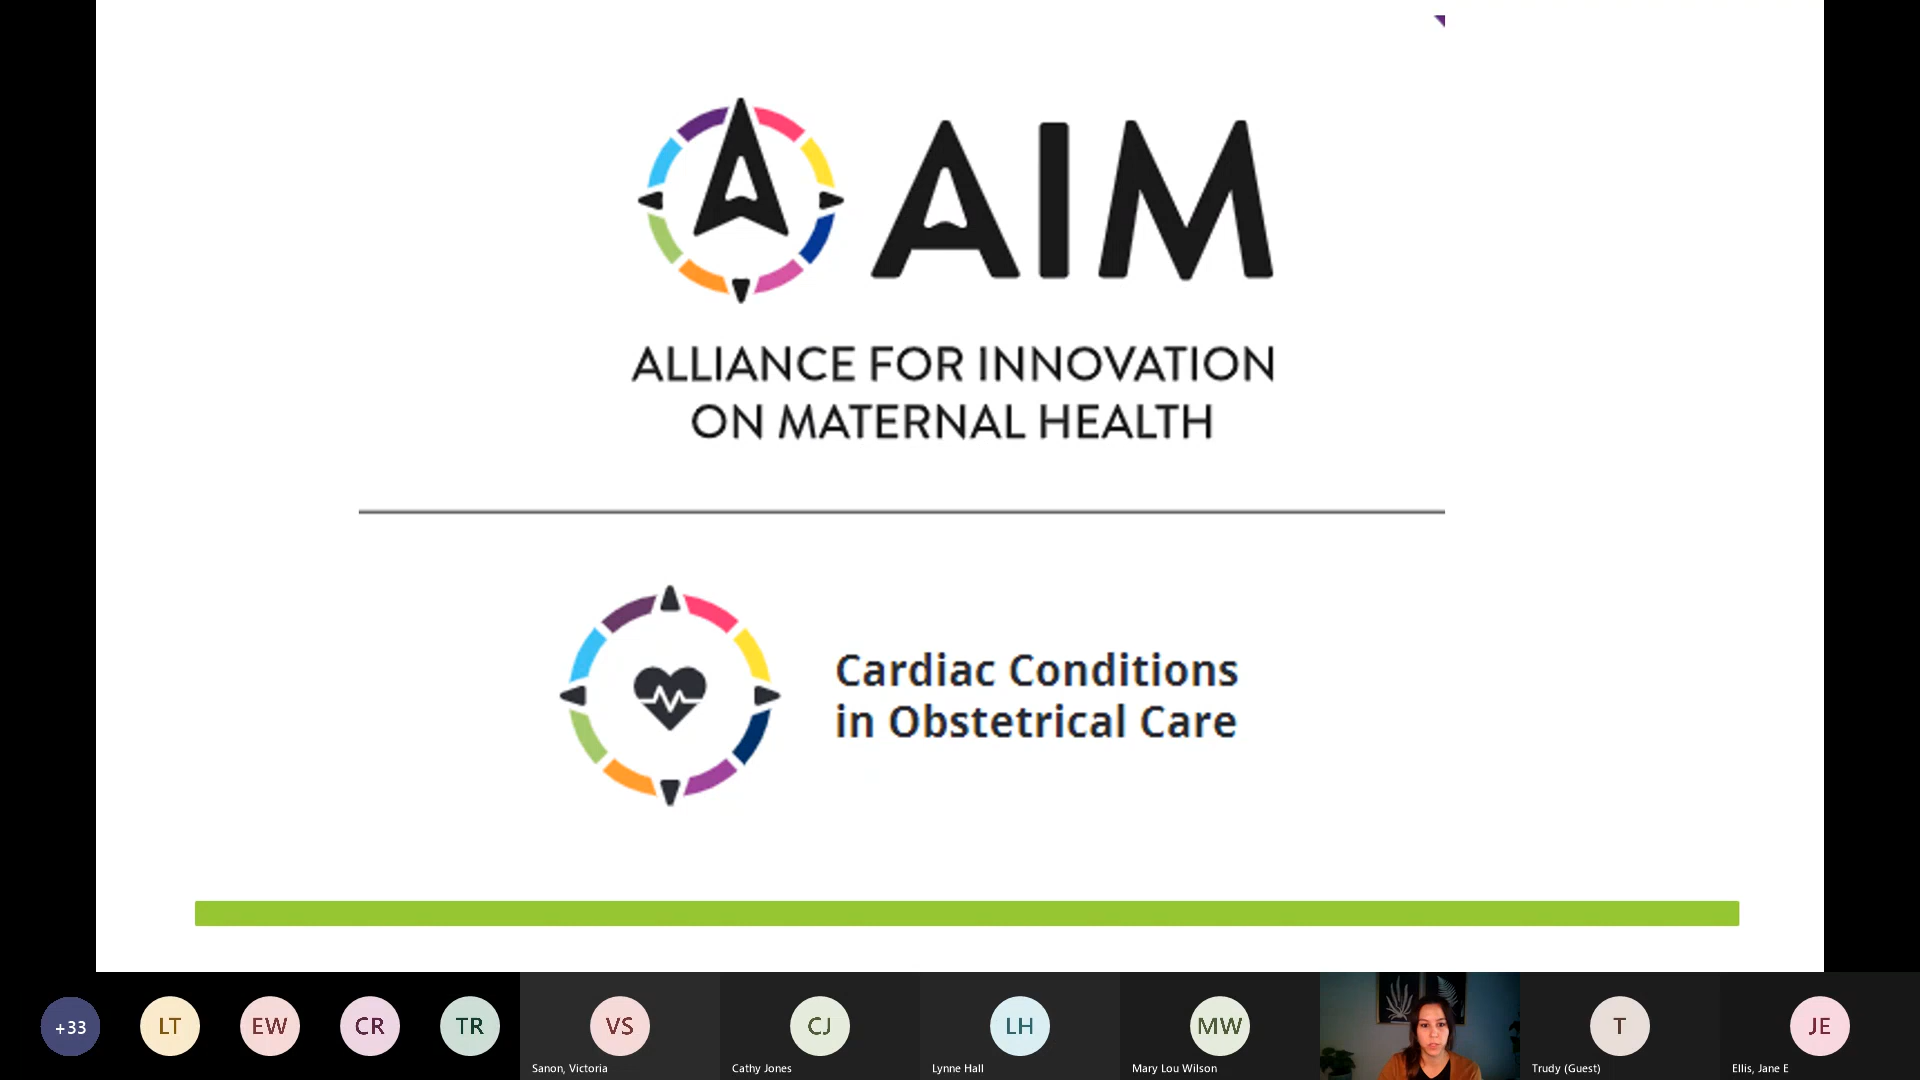 AIM
ALLIANCE FOR INNOVATION
ON MATERNAL HEALTH
Cardiac Conditions
in Obstetrical Care
+33
LT
EW
CR
TR
VS
CJ
LH
MW
T
JE
Sanon, Victoria
Cathy Jones
Lynne Hall
Mary Lou Wilson
Trudy (Guest)
Ellis, Jane E